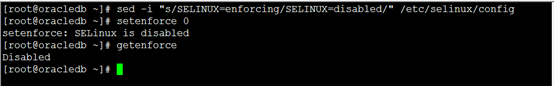 [root@oracledb ~]# sed -i "s/SELINUX=enforcing/SELINUX=disabled/" /etc/selinux/config
[root@oracledb ~]# setenforce 0
setenforce: SELinux is disabled
[root@oracledb ~]# getenforce
Disabled
[root@oracledb ~]#